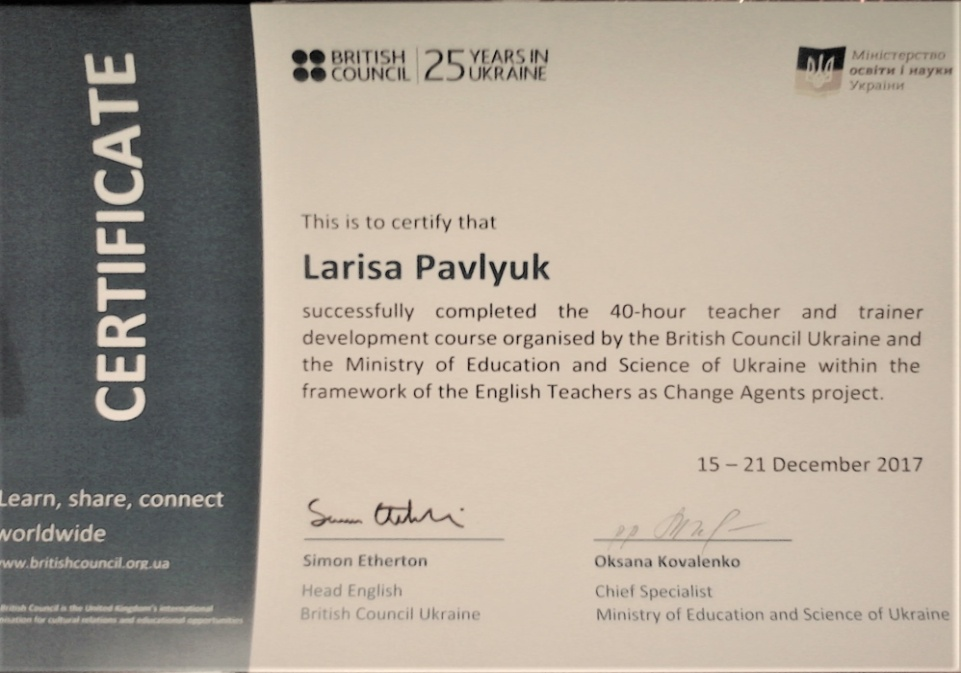 CERTIFICATE
Learn, share, connect
worldwide
www.britishcouncil.org.ua
British Council is the United Kingdom's international
for cultural relations and educational opportunities
BRITISH COUNCIL
25 YEARS IN UKRAINE
Міністерство
освіти і науки
України
This is to certify that
Larisa Pavlyuk
successfully completed the 40-hour teacher and trainer
development course organised by the British Council Ukraine and
the Ministry of Education and Science of Ukraine within the
framework of the English Teachers as Change Agents project.
15 – 21 December 2017
Simon Etherton
Head English
British Council Ukraine
Oksana Kovalenko
Chief Specialist
Ministry of Education and Science of Ukraine